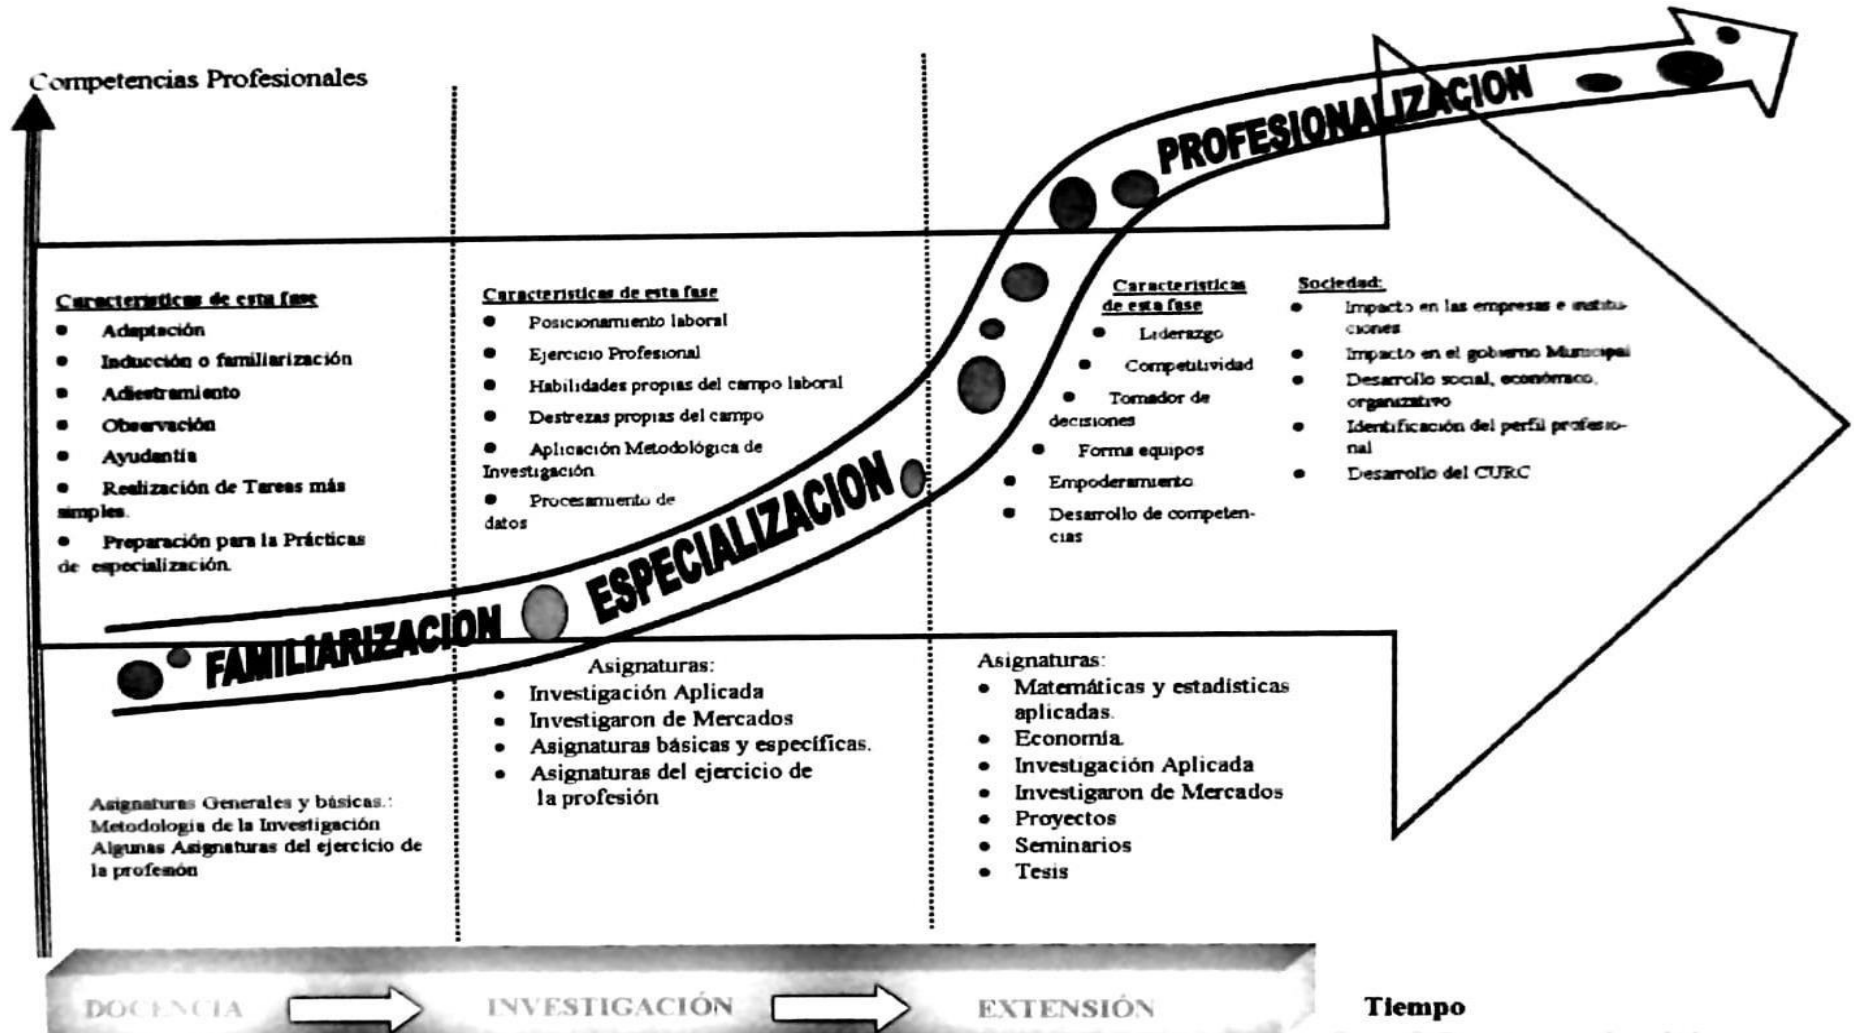 Competencias Profesionales
PROFESIONALIZACION
Características de esta fase
• Adaptación
• Inducción o familiarización
• Adiestramiento
• Observación
• Ayudantía
• Realización de Tareas más
simples.
• Preparación para la Prácticas
de especialización.
Características de esta fase
• Posicionamiento laboral
• Ejercicio Profesional
• Habilidades propias del campo laboral
• Destrezas propias del campo
• Aplicación Metodológica de
Investigación
• Procesamiento de
datos
Características
de esta fase
• Liderazgo
• Competitividad
• Tomador de
decisiones
• Forma equipos
• Empoderamiento
• Desarrollo de competen-
cias
Sociedad:
• Impacto en las empresas e institu-
ciones
• Impacto en el gobierno Municipal
• Desarrollo social, económico,
organizativo
• Identificación del perfil profesio-
nal
• Desarrollo del CURC
ESPECIALIZACION
FAMILIARIZACION
Asignaturas Generales y básicas.:
Metodología de la Investigación
Algunas Asignaturas del ejercicio de
la profesión
Asignaturas:
• Investigación Aplicada
• Investigaron de Mercados
• Asignaturas básicas y específicas.
• Asignaturas del ejercicio de
la profesión
Asignaturas:
• Matemáticas y estadísticas
aplicadas.
• Economía.
• Investigación Aplicada
• Investigaron de Mercados
• Proyectos
• Seminarios
• Tesis
DOCENCIA
INVESTIGACIÓN
EXTENSIÓN
Tiempo